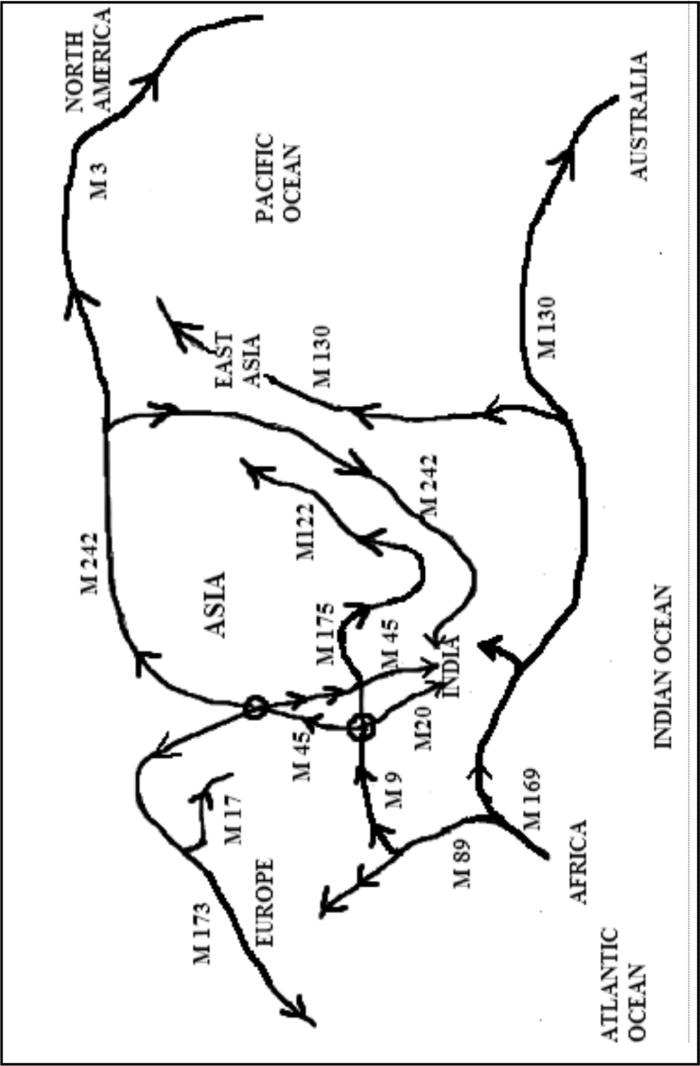 NORTH
AMERICA
M 242
M 3
M 173
ASIA
M 17
EAST
ASIA
EUROPE
PACIFIC
OCEAN
M 45
M122
M 130
M 175
M 45
M 9
M20
M 242
INDIA
M 89
M 169
M 130
AFRICA
ATLANTIC
OCEAN
AUSTRALIA
INDIAN OCEAN